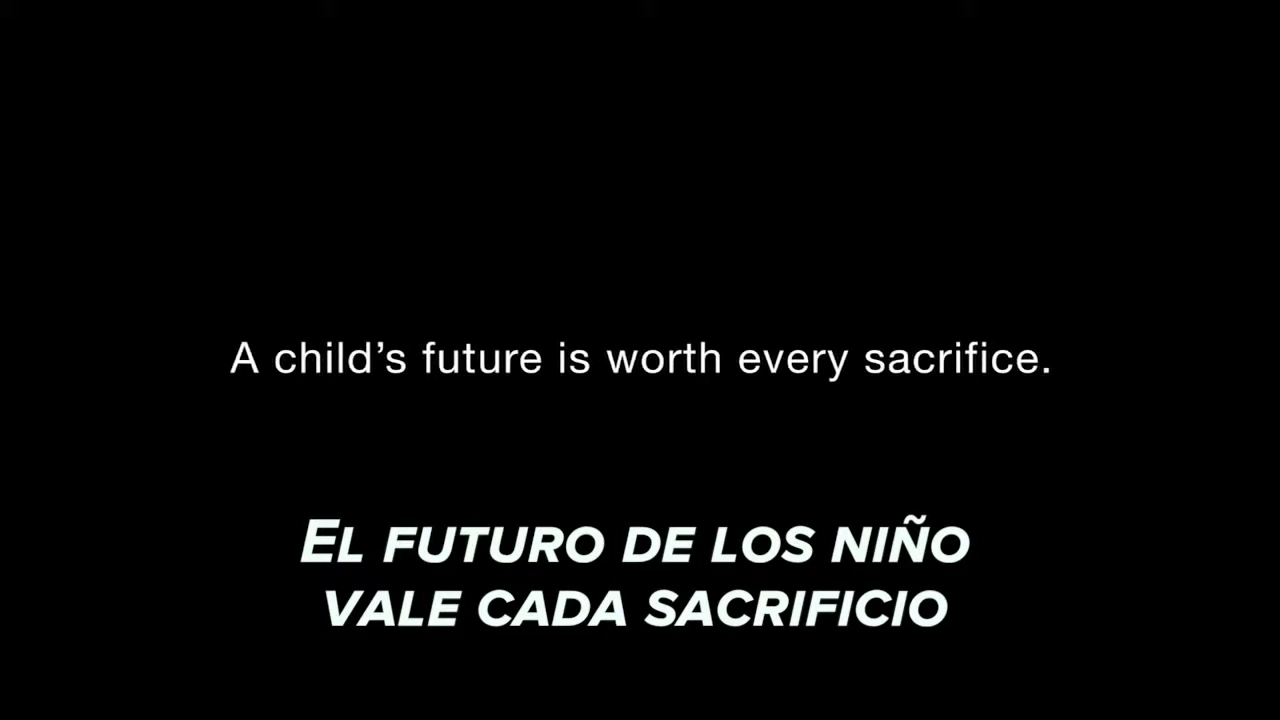 A child’s future is worth every sacrifice.
EL FUTURO DE LOS NIÑO
VALE CADA SACRIFICIO